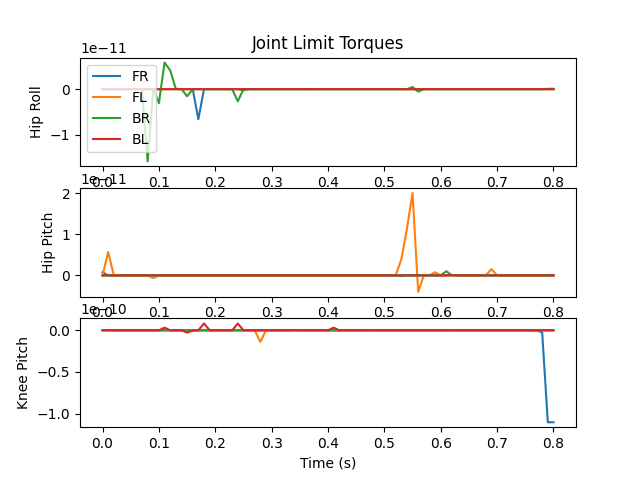 Joint Limit Torques
1e−11
FR
FL
BR
BL
0
−1
Hip Roll
0.0 0.1 0.2 0.3 0.4 0.5 0.6 0.7 0.8
1e−11
2
1
0
Hip Pitch
0.0 0.1 0.2 0.3 0.4 0.5 0.6 0.7 0.8
1e−10
0.0
−0.5
−1.0
Knee Pitch
0.0 0.1 0.2 0.3 0.4 0.5 0.6 0.7 0.8
Time (s)